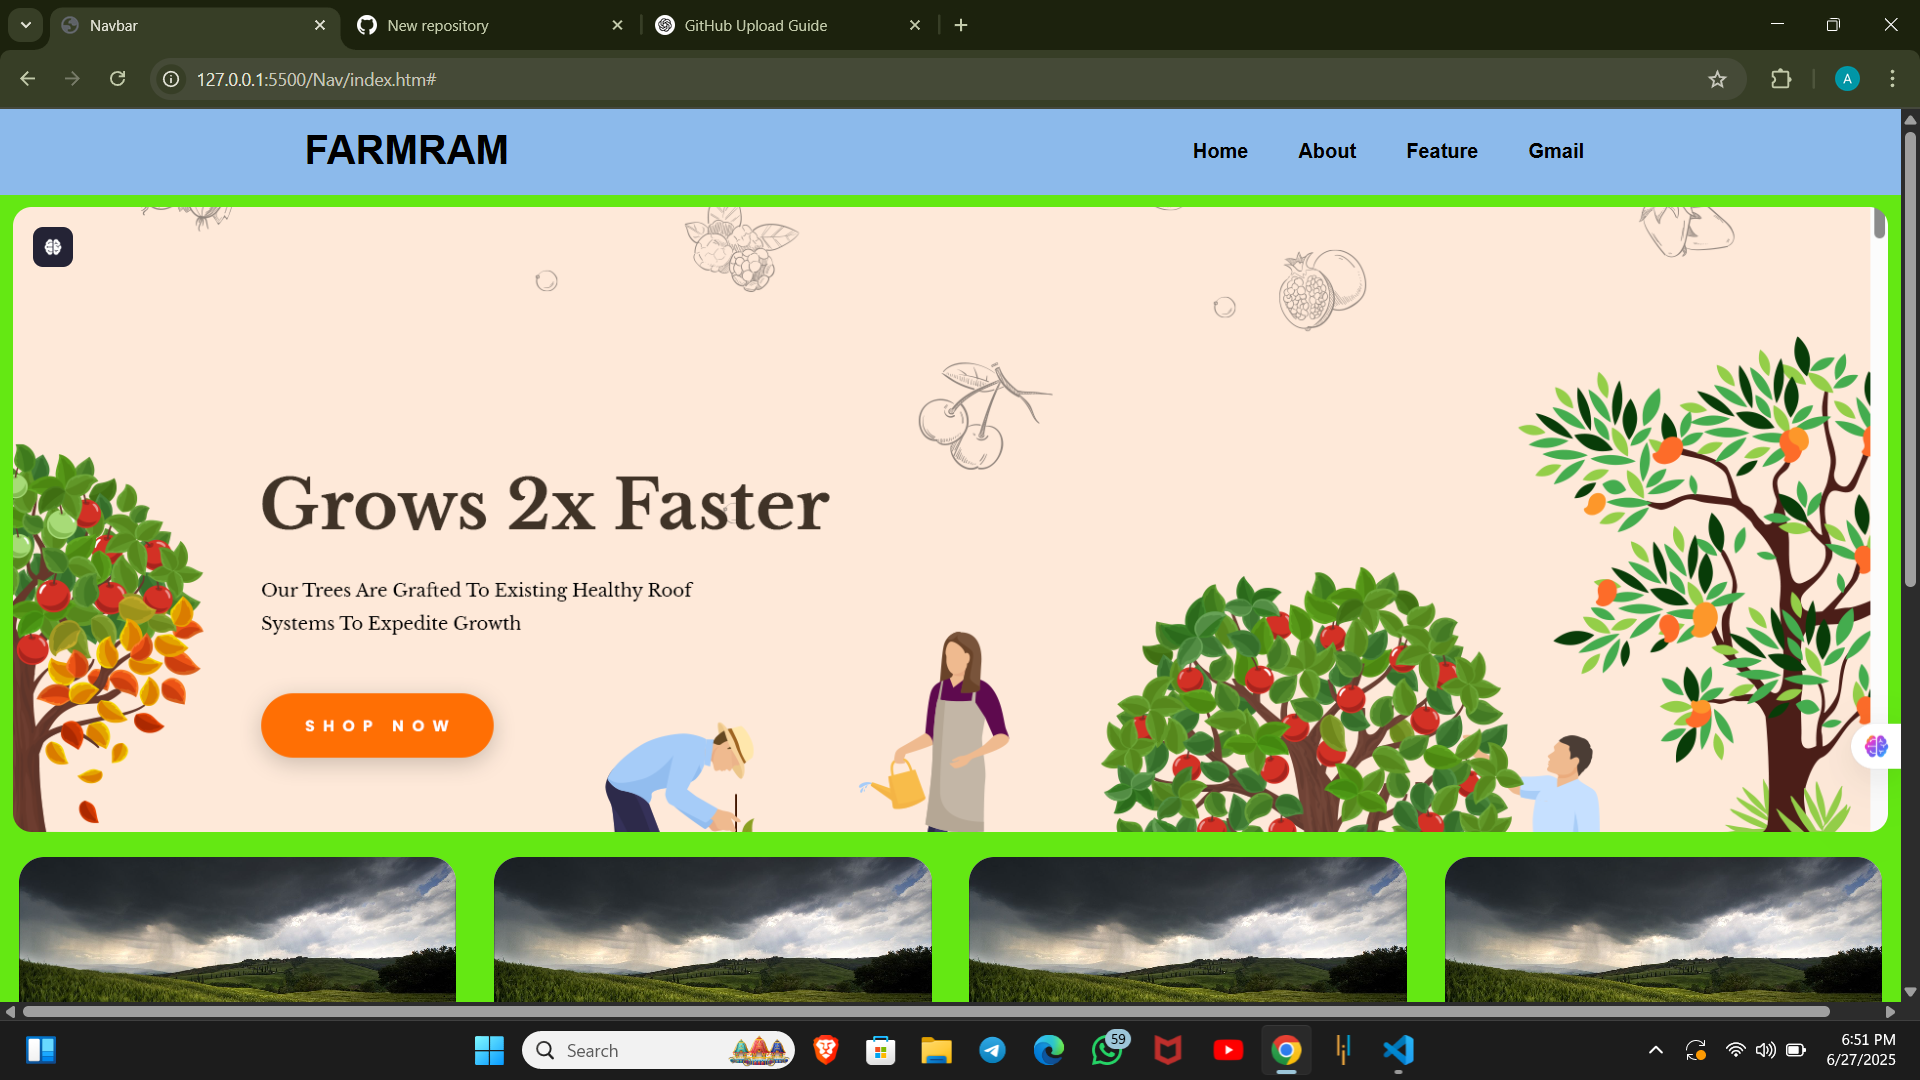 Navbar
New repository
GitHub Upload Guide
127.0.0.1:5500/Nav/index.htm#
A
FARMRAM
Home
About
Feature
Gmail
Grows 2x Faster
Our Trees Are Grafted To Existing Healthy Roof
Systems To Expedite Growth
SHOP NOW
Search
59
6:51 PM
6/27/2025